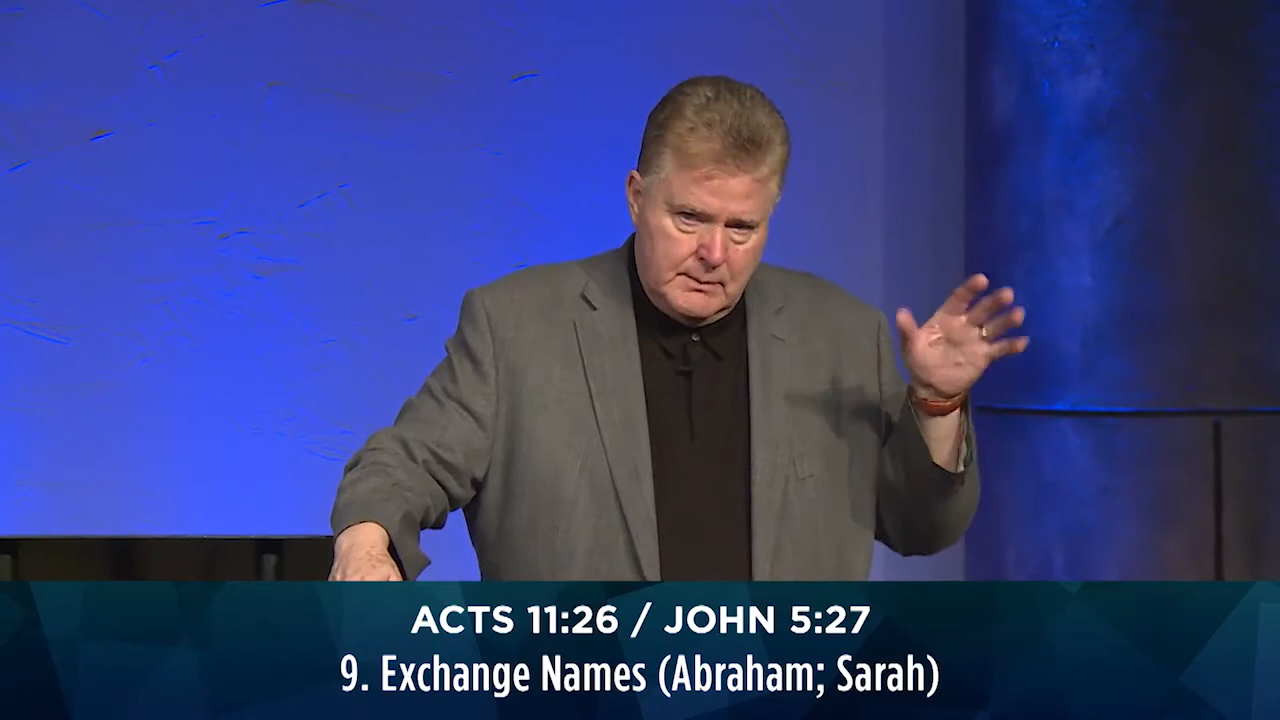 ACTS 11:26 / JOHN 5:27
9. Exchange Names (Abraham; Sarah)